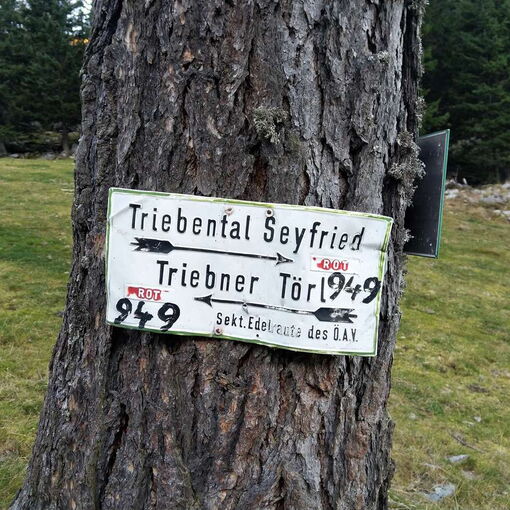 Triebental Seyfried
ROT
Triebner Törl 949
ROT
949
Sekt.Edelraute des Ö.A.V.